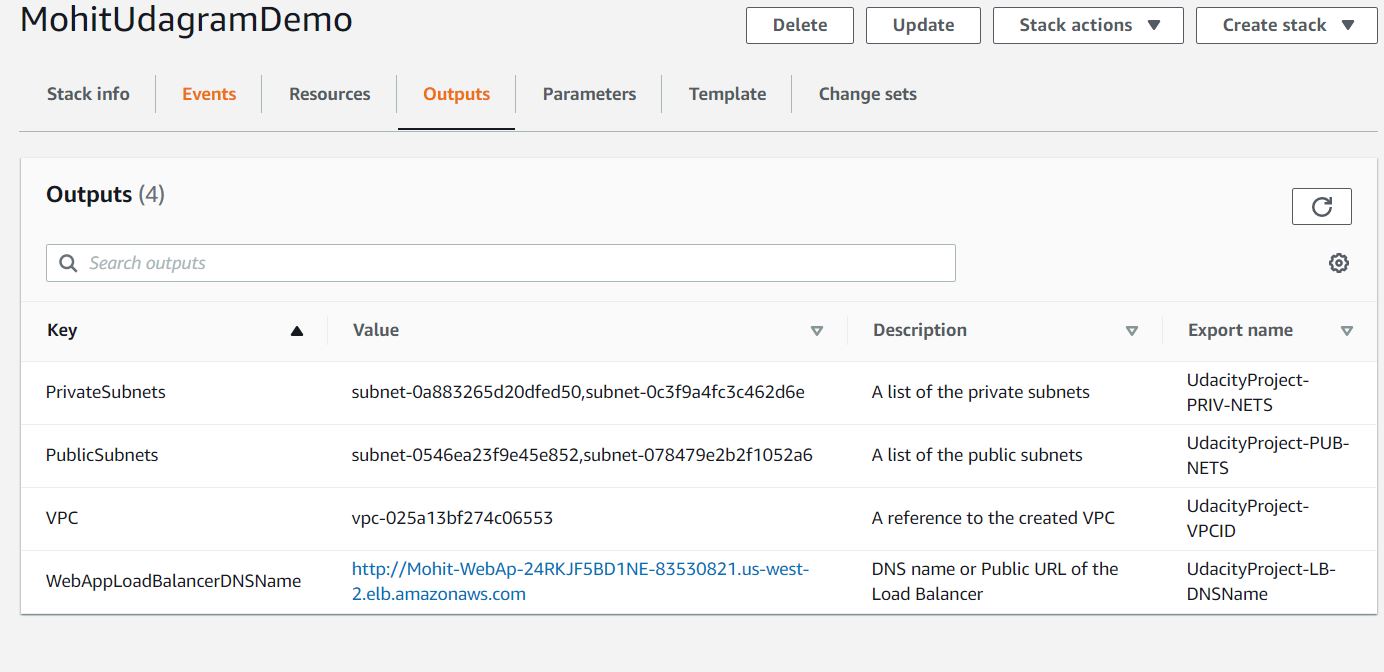 MohitUdagramDemo
Delete
Update
Stack actions
Create stack
Stack info
Events
Resources
Outputs
Parameters
Template
Change sets
Outputs (4)
Search outputs
Key
Value
Description
Export name
PrivateSubnets
subnet-0a883265d20dfed50,subnet-0c3f9a4fc3c462d6e
A list of the private subnets
UdacityProject-
PRIV-NETS
PublicSubnets
subnet-0546ea23f9e45e852,subnet-078479e2b2f1052a6
A list of the public subnets
UdacityProject-PUB-
NETS
VPC
vpc-025a13bf274c06553
A reference to the created VPC
UdacityProject-
VPCID
WebAppLoadBalancerDNSName
http://Mohit-WebAp-24RKJF5BD1NE-83530821.us-west-
2.elb.amazonaws.com
DNS name or Public URL of the
Load Balancer
UdacityProject-LB-
DNSName